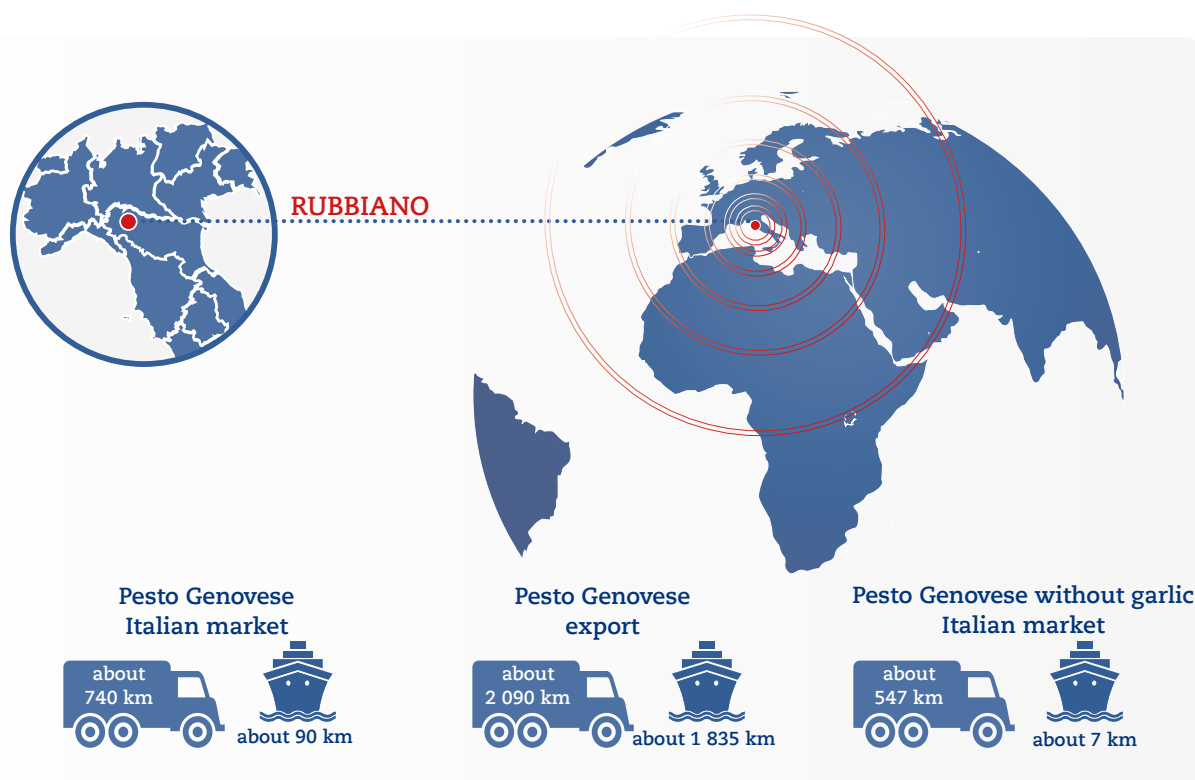 RUBBIANO
Pesto Genovese
Italian market
about
740 km
about 90 km
Pesto Genovese
export
about
2 090 km
about 1 835 km
Pesto Genovese without garlic
Italian market
about
547 km
about 7 km